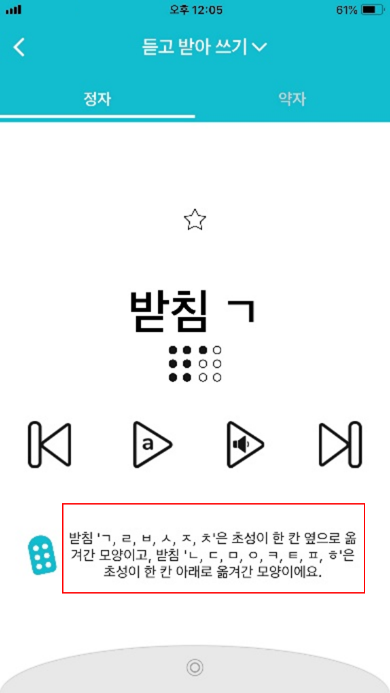 오후 12:05
61%
듣고 받아 쓰기
정자
약자
받침 ㄱ
a
받침 'ㄱ, ㄹ, ㅂ, ㅅ, ㅈ, ㅊ'은 초성이 한 칸 옆으로 옮
겨간 모양이고, 받침 'ㄴ, ㄷ, ㅁ, ㅇ, ㅋ, ㅌ, ㅍ, ㅎ'은
초성이 한 칸 아래로 옮겨간 모양이에요.